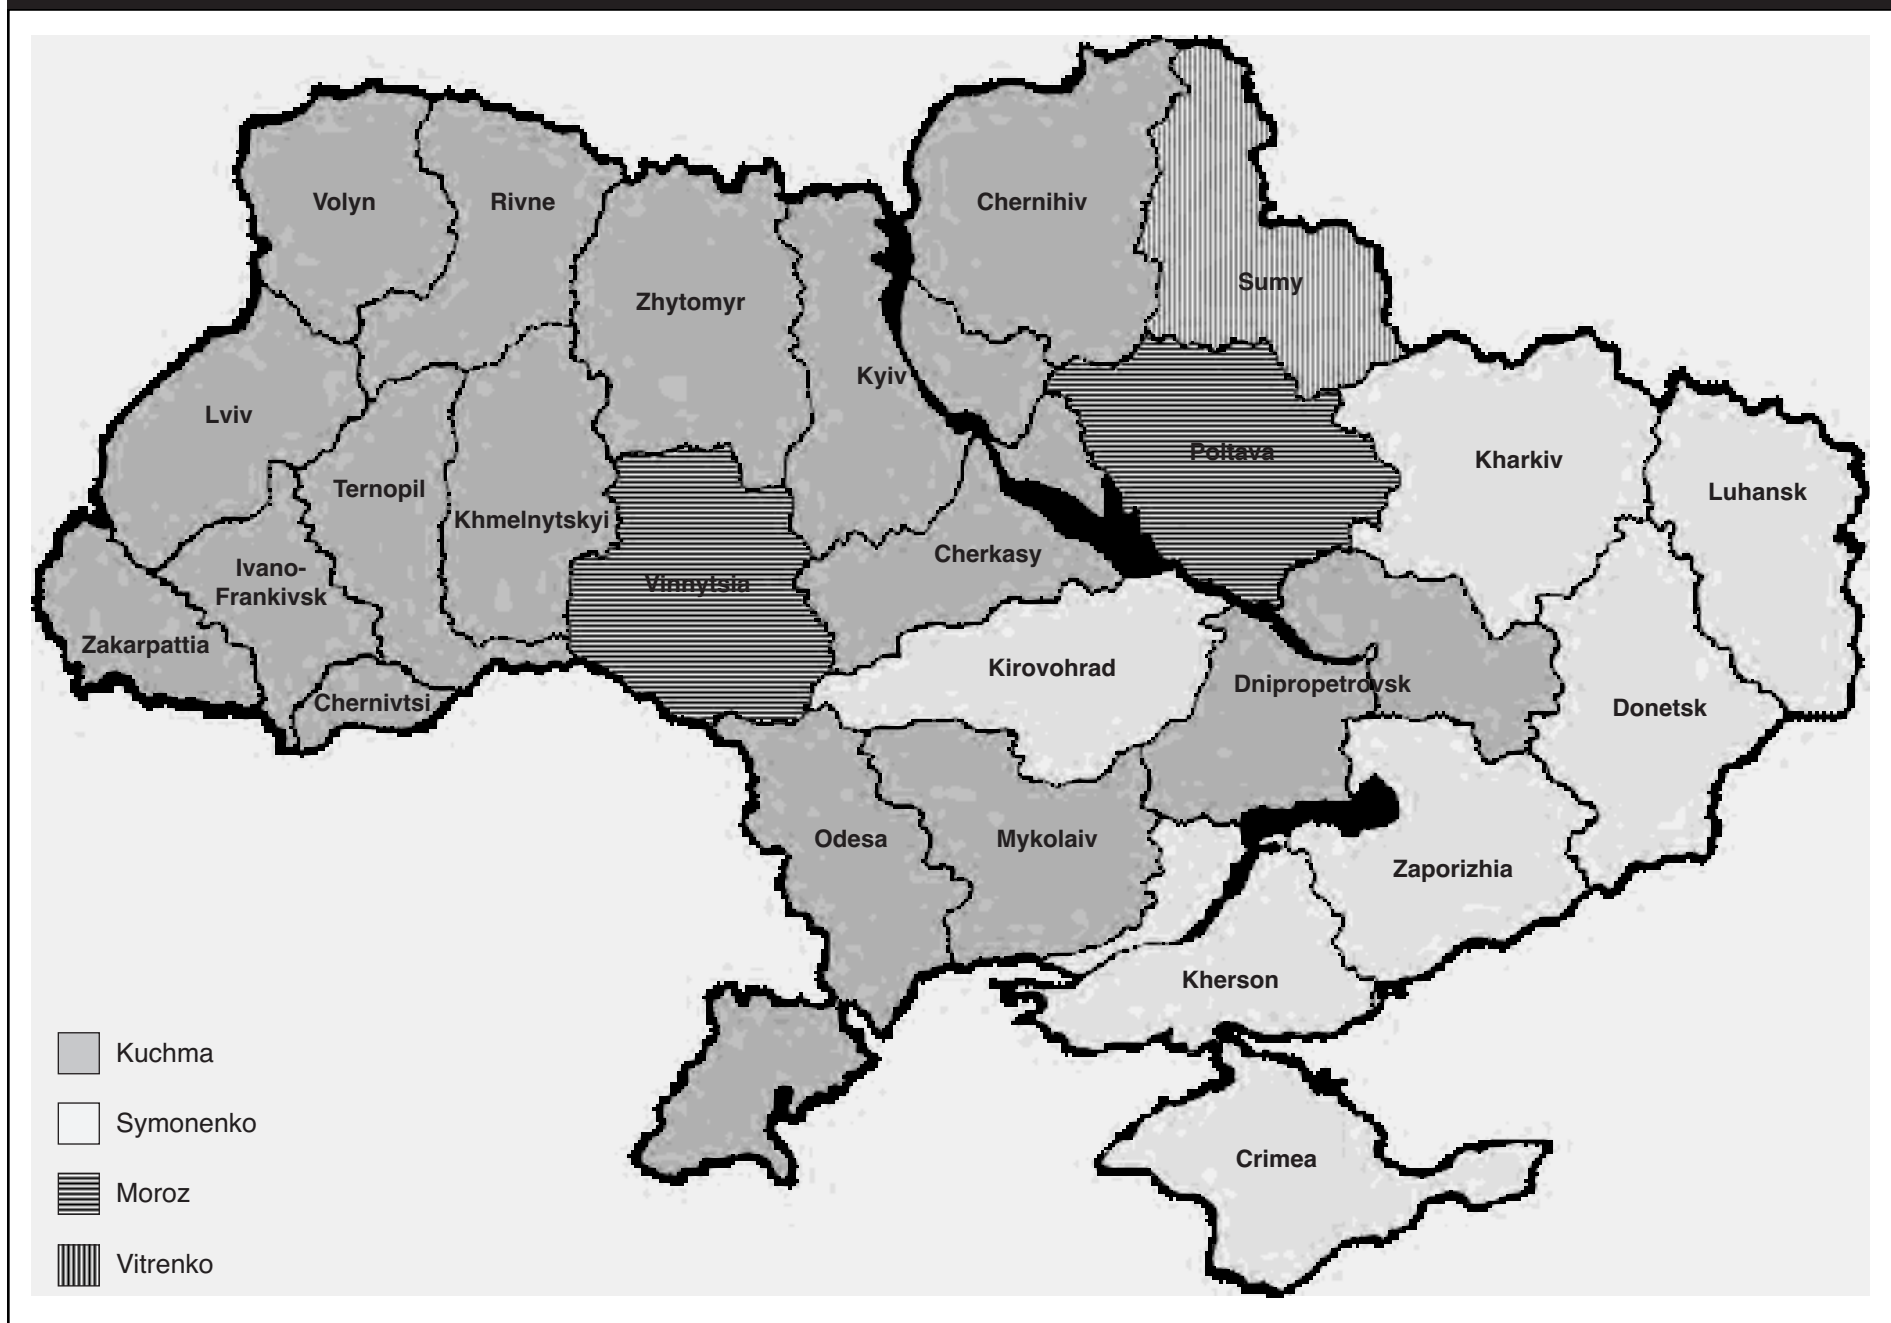 Volyn
Rivne
Chernihiv
Sumy
Zhytomyr
Kyiv
Lviv
Poltava
Kharkiv
Ternopil
Luhansk
Khmelnytskyi
Cherkasy
Ivano-
Frankivsk
Vinnytsia
Zakarpattia
Kirovohrad
Dnipropetrovsk
Chernivtsi
Donetsk
Odesa
Mykolaiv
Zaporizhia
Kherson
Crimea
Kuchma
Symonenko
Moroz
Vitrenko